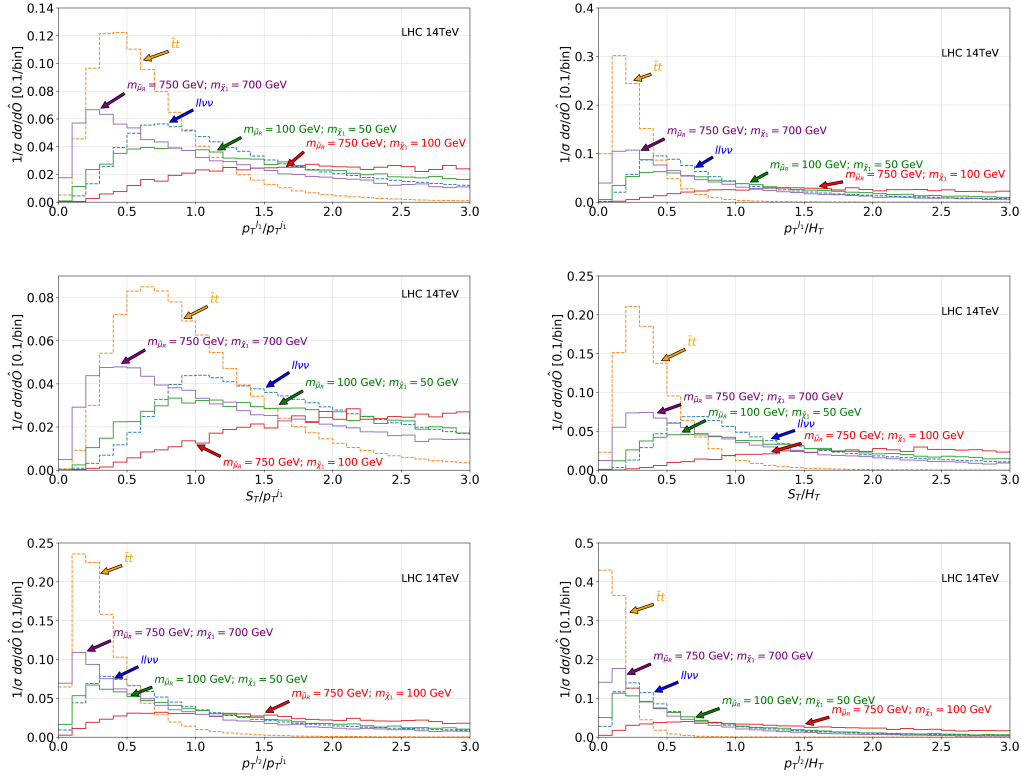 0.14
0.12
0.10
0.08
0.06
0.04
0.02
0.00
1/σ dσ/dÔ [0.1/bin]
LHC 14TeV
t̄t
m_μ̃R = 750 GeV; m_χ̃1 = 700 GeV
llνν
m_μ̃R = 100 GeV; m_χ̃1 = 50 GeV
m_μ̃R = 750 GeV; m_χ̃1 = 100 GeV
0.0 0.5 1.0 1.5 2.0 2.5 3.0
p_T^l1/p_T^j1
0.4
0.3
0.2
0.1
0.0
1/σ dσ/dÔ [0.1/bin]
LHC 14TeV
t̄t
m_μ̃R = 750 GeV; m_χ̃1 = 700 GeV
llνν
m_μ̃R = 100 GeV; m_χ̃1 = 50 GeV
m_μ̃R = 750 GeV; m_χ̃1 = 100 GeV
0.0 0.5 1.0 1.5 2.0 2.5 3.0
p_T^l1/H_T
0.08
0.06
0.04
0.02
0.00
1/σ dσ/dÔ [0.1/bin]
LHC 14TeV
t̄t
m_μ̃R = 750 GeV; m_χ̃1 = 700 GeV
llνν
m_μ̃R = 100 GeV; m_χ̃1 = 50 GeV
m_μ̃R = 750 GeV; m_χ̃1 = 100 GeV
0.0 0.5 1.0 1.5 2.0 2.5 3.0
S_T/p_T^j1
0.25
0.20
0.15
0.10
0.05
0.00
1/σ dσ/dÔ [0.1/bin]
LHC 14TeV
t̄t
m_μ̃R = 750 GeV; m_χ̃1 = 700 GeV
m_μ̃R = 100 GeV; m_χ̃1 = 50 GeV
llνν
m_μ̃R = 750 GeV; m_χ̃1 = 100 GeV
0.0 0.5 1.0 1.5 2.0 2.5 3.0
S_T/H_T
0.25
0.20
0.15
0.10
0.05
0.00
1/σ dσ/dÔ [0.1/bin]
t̄t
LHC 14TeV
m_μ̃R = 750 GeV; m_χ̃1 = 700 GeV
llνν
m_μ̃R = 100 GeV; m_χ̃1 = 50 GeV
m_μ̃R = 750 GeV; m_χ̃1 = 100 GeV
0.0 0.5 1.0 1.5 2.0 2.5 3.0
p_T^l2/p_T^j1
0.5
0.4
0.3
0.2
0.1
0.0
1/σ dσ/dÔ [0.1/bin]
LHC 14TeV
t̄t
m_μ̃R = 750 GeV; m_χ̃1 = 700 GeV
llνν
m_μ̃R = 100 GeV; m_χ̃1 = 50 GeV
m_μ̃R = 750 GeV; m_χ̃1 = 100 GeV
0.0 0.5 1.0 1.5 2.0 2.5 3.0
p_T^l2/H_T